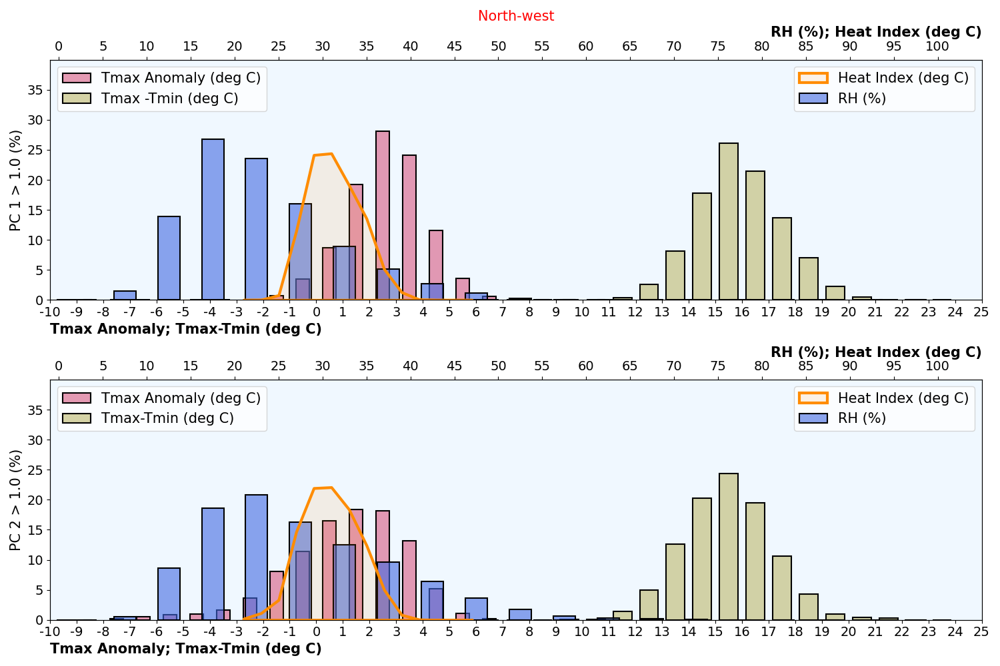 North-west
RH (%); Heat Index (deg C)
0 5 10 15 20 25 30 35 40 45 50 55 60 65 70 75 80 85 90 95 100
Tmax Anomaly (deg C)
Tmax -Tmin (deg C)
Heat Index (deg C)
RH (%)
35
30
25
20
15
10
5
0
PC 1 > 1.0 (%)
-10 -9 -8 -7 -6 -5 -4 -3 -2 -1 0 1 2 3 4 5 6 7 8 9 10 11 12 13 14 15 16 17 18 19 20 21 22 23 24 25
Tmax Anomaly; Tmax-Tmin (deg C)
RH (%); Heat Index (deg C)
0 5 10 15 20 25 30 35 40 45 50 55 60 65 70 75 80 85 90 95 100
Tmax Anomaly (deg C)
Tmax-Tmin (deg C)
Heat Index (deg C)
RH (%)
35
30
25
20
15
10
5
0
PC 2 > 1.0 (%)
-10 -9 -8 -7 -6 -5 -4 -3 -2 -1 0 1 2 3 4 5 6 7 8 9 10 11 12 13 14 15 16 17 18 19 20 21 22 23 24 25
Tmax Anomaly; Tmax-Tmin (deg C)